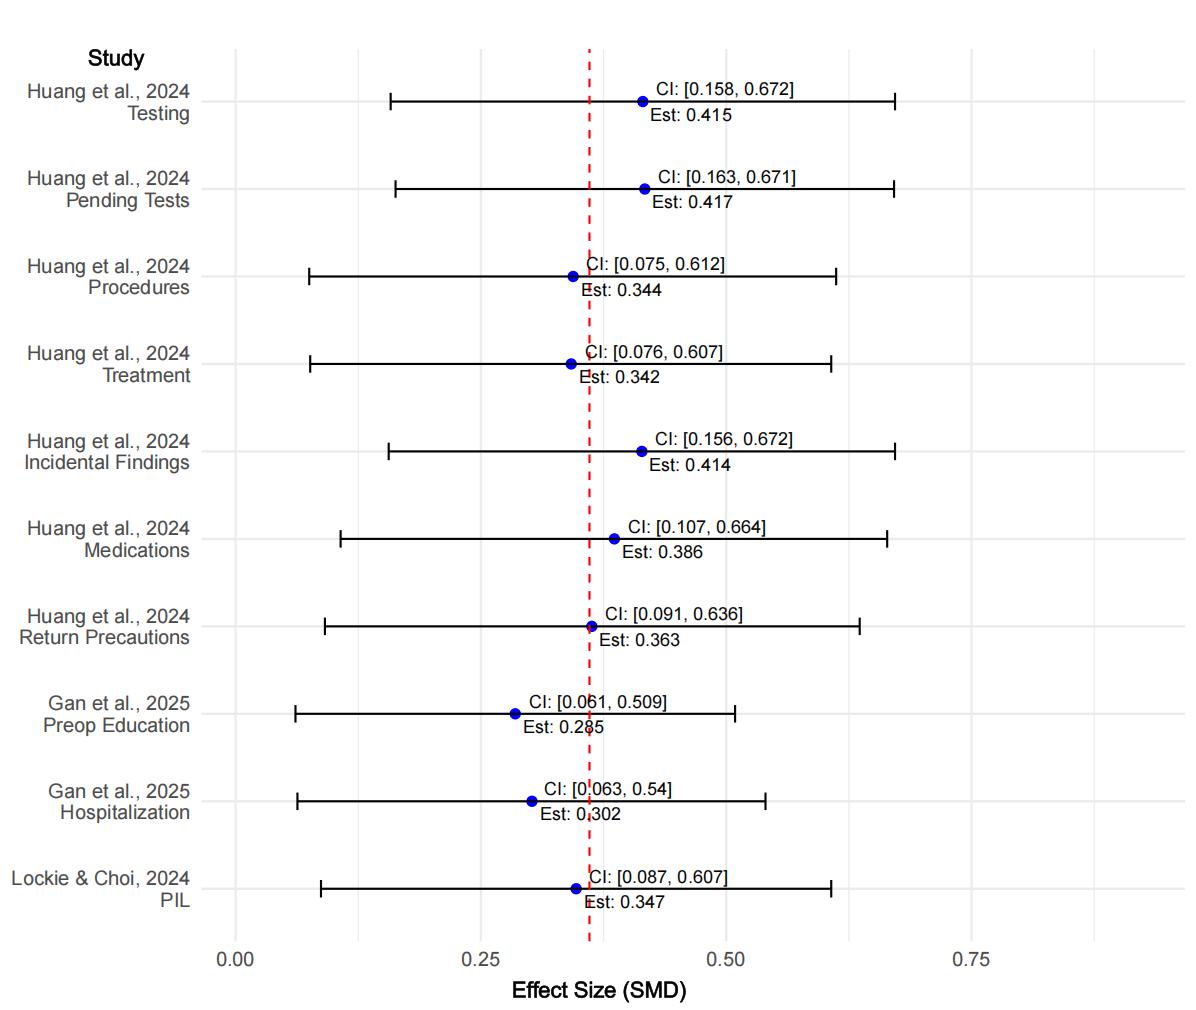 Study
Huang et al., 2024
Testing
CI: [0.158, 0.672]
Est: 0.415
Huang et al., 2024
Pending Tests
CI: [0.163, 0.671]
Est: 0.417
Huang et al., 2024
Procedures
CI: [0.075, 0.612]
Est: 0.344
Huang et al., 2024
Treatment
CI: [0.076, 0.607]
Est: 0.342
Huang et al., 2024
Incidental Findings
CI: [0.156, 0.672]
Est: 0.414
Huang et al., 2024
Medications
CI: [0.107, 0.664]
Est: 0.386
Huang et al., 2024
Return Precautions
CI: [0.091, 0.636]
Est: 0.363
Gan et al., 2025
Preop Education
CI: [0.061, 0.509]
Est: 0.285
Gan et al., 2025
Hospitalization
CI: [0.063, 0.54]
Est: 0.302
Lockie & Choi, 2024
PIL
CI: [0.087, 0.607]
Est: 0.347
0.00 0.25 0.50 0.75
Effect Size (SMD)